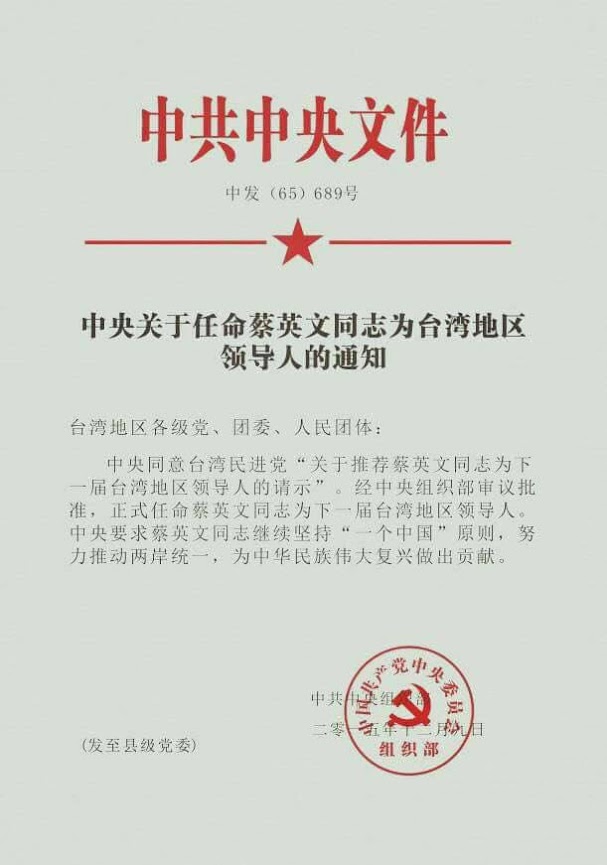 中共中央文件
中发（65）689号
中央关于任命蔡英文同志为台湾地区
领导人的通知
台湾地区各级党、团委、人民团体：
中央同意台湾民进党“关于推荐蔡英文同志为下
一届台湾地区领导人的请示”。经中央组织部审议批
准，正式任命蔡英文同志为下一届台湾地区领导人。
中央要求蔡英文同志继续坚持“一个中国”原则，努
力推动两岸统一，为中华民族伟大复兴做出贡献。
中国共产党中央委员会
中共中央组织部
二零一五年十二月九日
组织部
(发至县级党委)